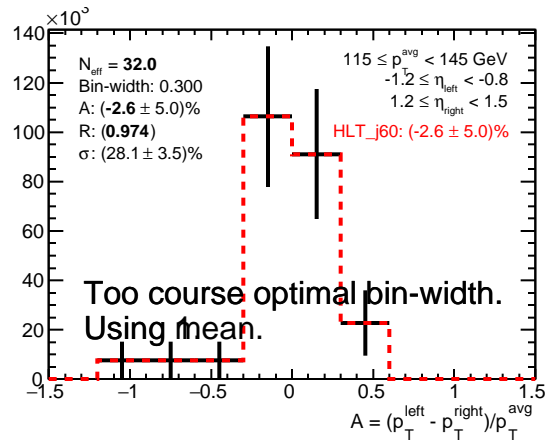 ×10³
N_eff = 32.0
Bin-width: 0.300
A: (-2.6 ± 5.0)%
R: (0.974)
σ: (28.1 ± 3.5)%
115 ≤ p_T^avg < 145 GeV
-1.2 ≤ η_left < -0.8
1.2 ≤ η_right < 1.5
HLT_j60: (-2.6 ± 5.0)%
140
120
100
80
60
40
20
0
Too course optimal bin-width.
Using mean.
−1.5 −1 −0.5 0 0.5 1 1.5
A = (p_T^left - p_T^right)/p_T^avg